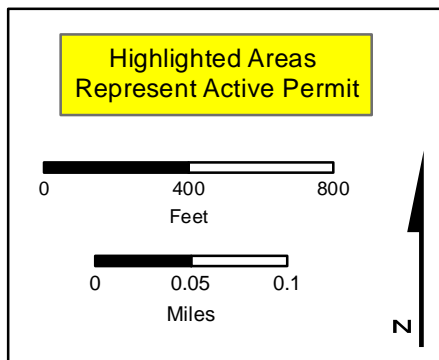 Highlighted Areas
Represent Active Permit
0 400 800
Feet
0 0.05 0.1
Miles
N